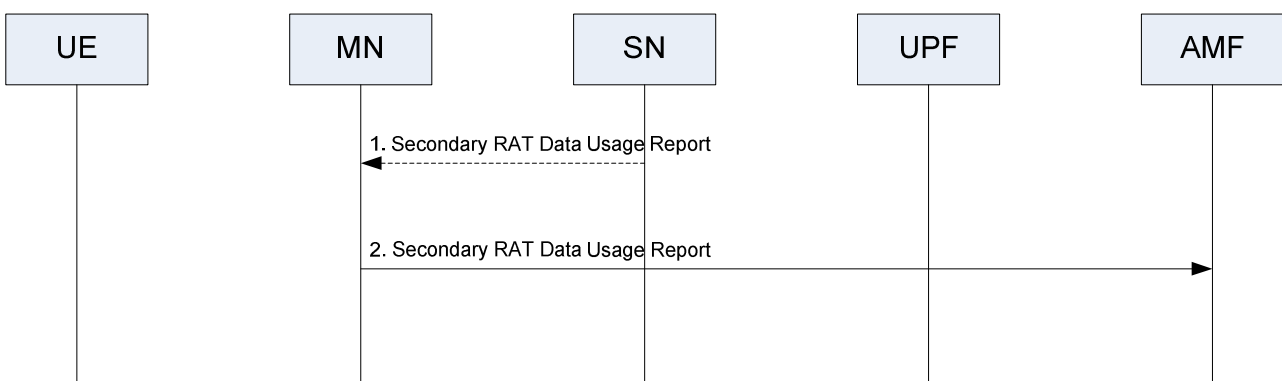 UE
MN
SN
UPF
AMF
1. Secondary RAT Data Usage Report
2. Secondary RAT Data Usage Report